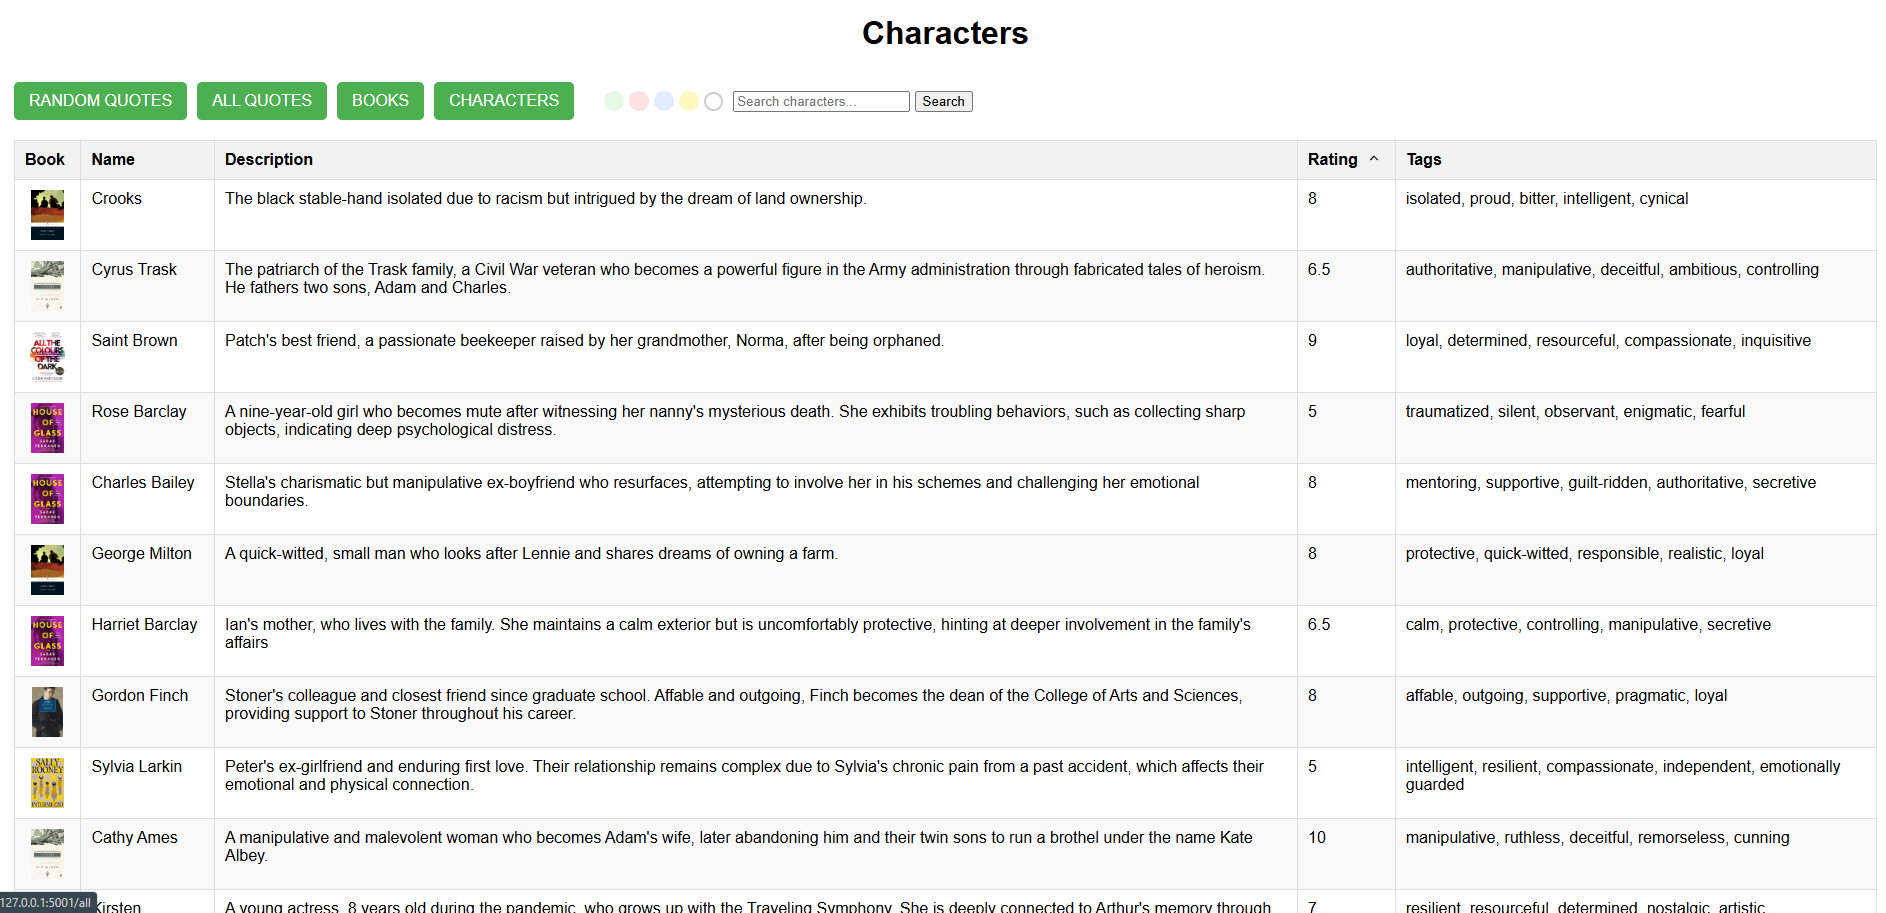 Characters
RANDOM QUOTES ALL QUOTES BOOKS CHARACTERS Search characters... Search
Book Name Description Rating Tags
Crooks The black stable-hand isolated due to racism but intrigued by the dream of land ownership. 8 isolated, proud, bitter, intelligent, cynical
Cyrus Trask The patriarch of the Trask family, a Civil War veteran who becomes a powerful figure in the Army administration through fabricated tales of heroism. 6.5 authoritative, manipulative, deceitful, ambitious, controlling
He fathers two sons, Adam and Charles.
ALL THE
COLOURS
OF THE
DARK
Saint Brown Patch's best friend, a passionate beekeeper raised by her grandmother, Norma, after being orphaned. 9 loyal, determined, resourceful, compassionate, inquisitive
HOUSE
OF
GLASS
SARAH
PEKKANEN
Rose Barclay A nine-year-old girl who becomes mute after witnessing her nanny's mysterious death. She exhibits troubling behaviors, such as collecting sharp 5 traumatized, silent, observant, enigmatic, fearful
objects, indicating deep psychological distress.
HOUSE
OF
GLASS
SARAH
PEKKANEN
Charles Bailey Stella's charismatic but manipulative ex-boyfriend who resurfaces, attempting to involve her in his schemes and challenging her emotional 8 mentoring, supportive, guilt-ridden, authoritative, secretive
boundaries.
George Milton A quick-witted, small man who looks after Lennie and shares dreams of owning a farm. 8 protective, quick-witted, responsible, realistic, loyal
HOUSE
OF
GLASS
SARAH
PEKKANEN
Harriet Barclay Ian's mother, who lives with the family. She maintains a calm exterior but is uncomfortably protective, hinting at deeper involvement in the family's 6.5 calm, protective, controlling, manipulative, secretive
affairs
Gordon Finch Stoner's colleague and closest friend since graduate school. Affable and outgoing, Finch becomes the dean of the College of Arts and Sciences, 8 affable, outgoing, supportive, pragmatic, loyal
providing support to Stoner throughout his career.
SALLY
ROONEY
INTERMEZZO
Sylvia Larkin Peter's ex-girlfriend and enduring first love. Their relationship remains complex due to Sylvia's chronic pain from a past accident, which affects their 5 intelligent, resilient, compassionate, independent, emotionally
emotional and physical connection. guarded
Cathy Ames A manipulative and malevolent woman who becomes Adam's wife, later abandoning him and their twin sons to run a brothel under the name Kate 10 manipulative, ruthless, deceitful, remorseless, cunning
Albey.
127.0.0.1:5001/all
Kirsten A young actress, 8 years old during the pandemic, who grows up with the Traveling Symphony. She is deeply connected to Arthur's memory through 7 resilient, resourceful, determined, nostalgic, artistic